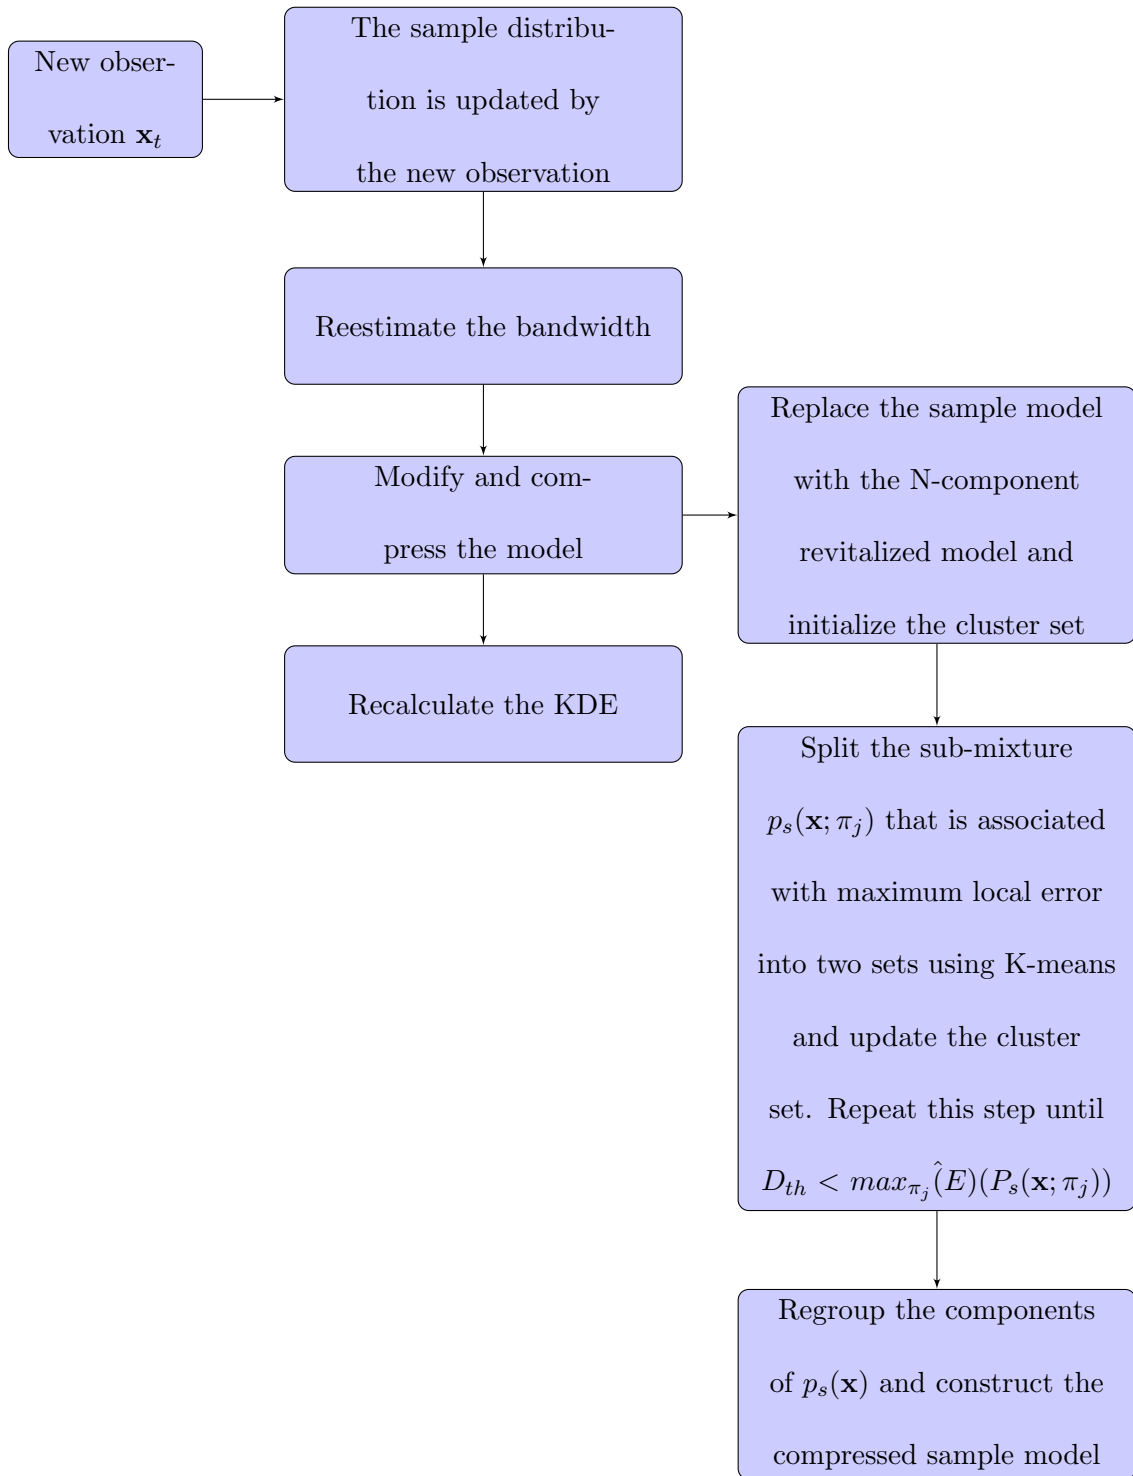 New obser-
vation x_t
The sample distribu-
tion is updated by
the new observation
Reestimate the bandwidth
Modify and com-
press the model
Recalculate the KDE
Replace the sample model
with the N-component
revitalized model and
initialize the cluster set
Split the sub-mixture
p_s(x; π_j) that is associated
with maximum local error
into two sets using K-means
and update the cluster
set. Repeat this step until
D_{th} < max_{π_j} \hat{(}E)(P_s(x; π_j))
Regroup the components
of p_s(x) and construct the
compressed sample model